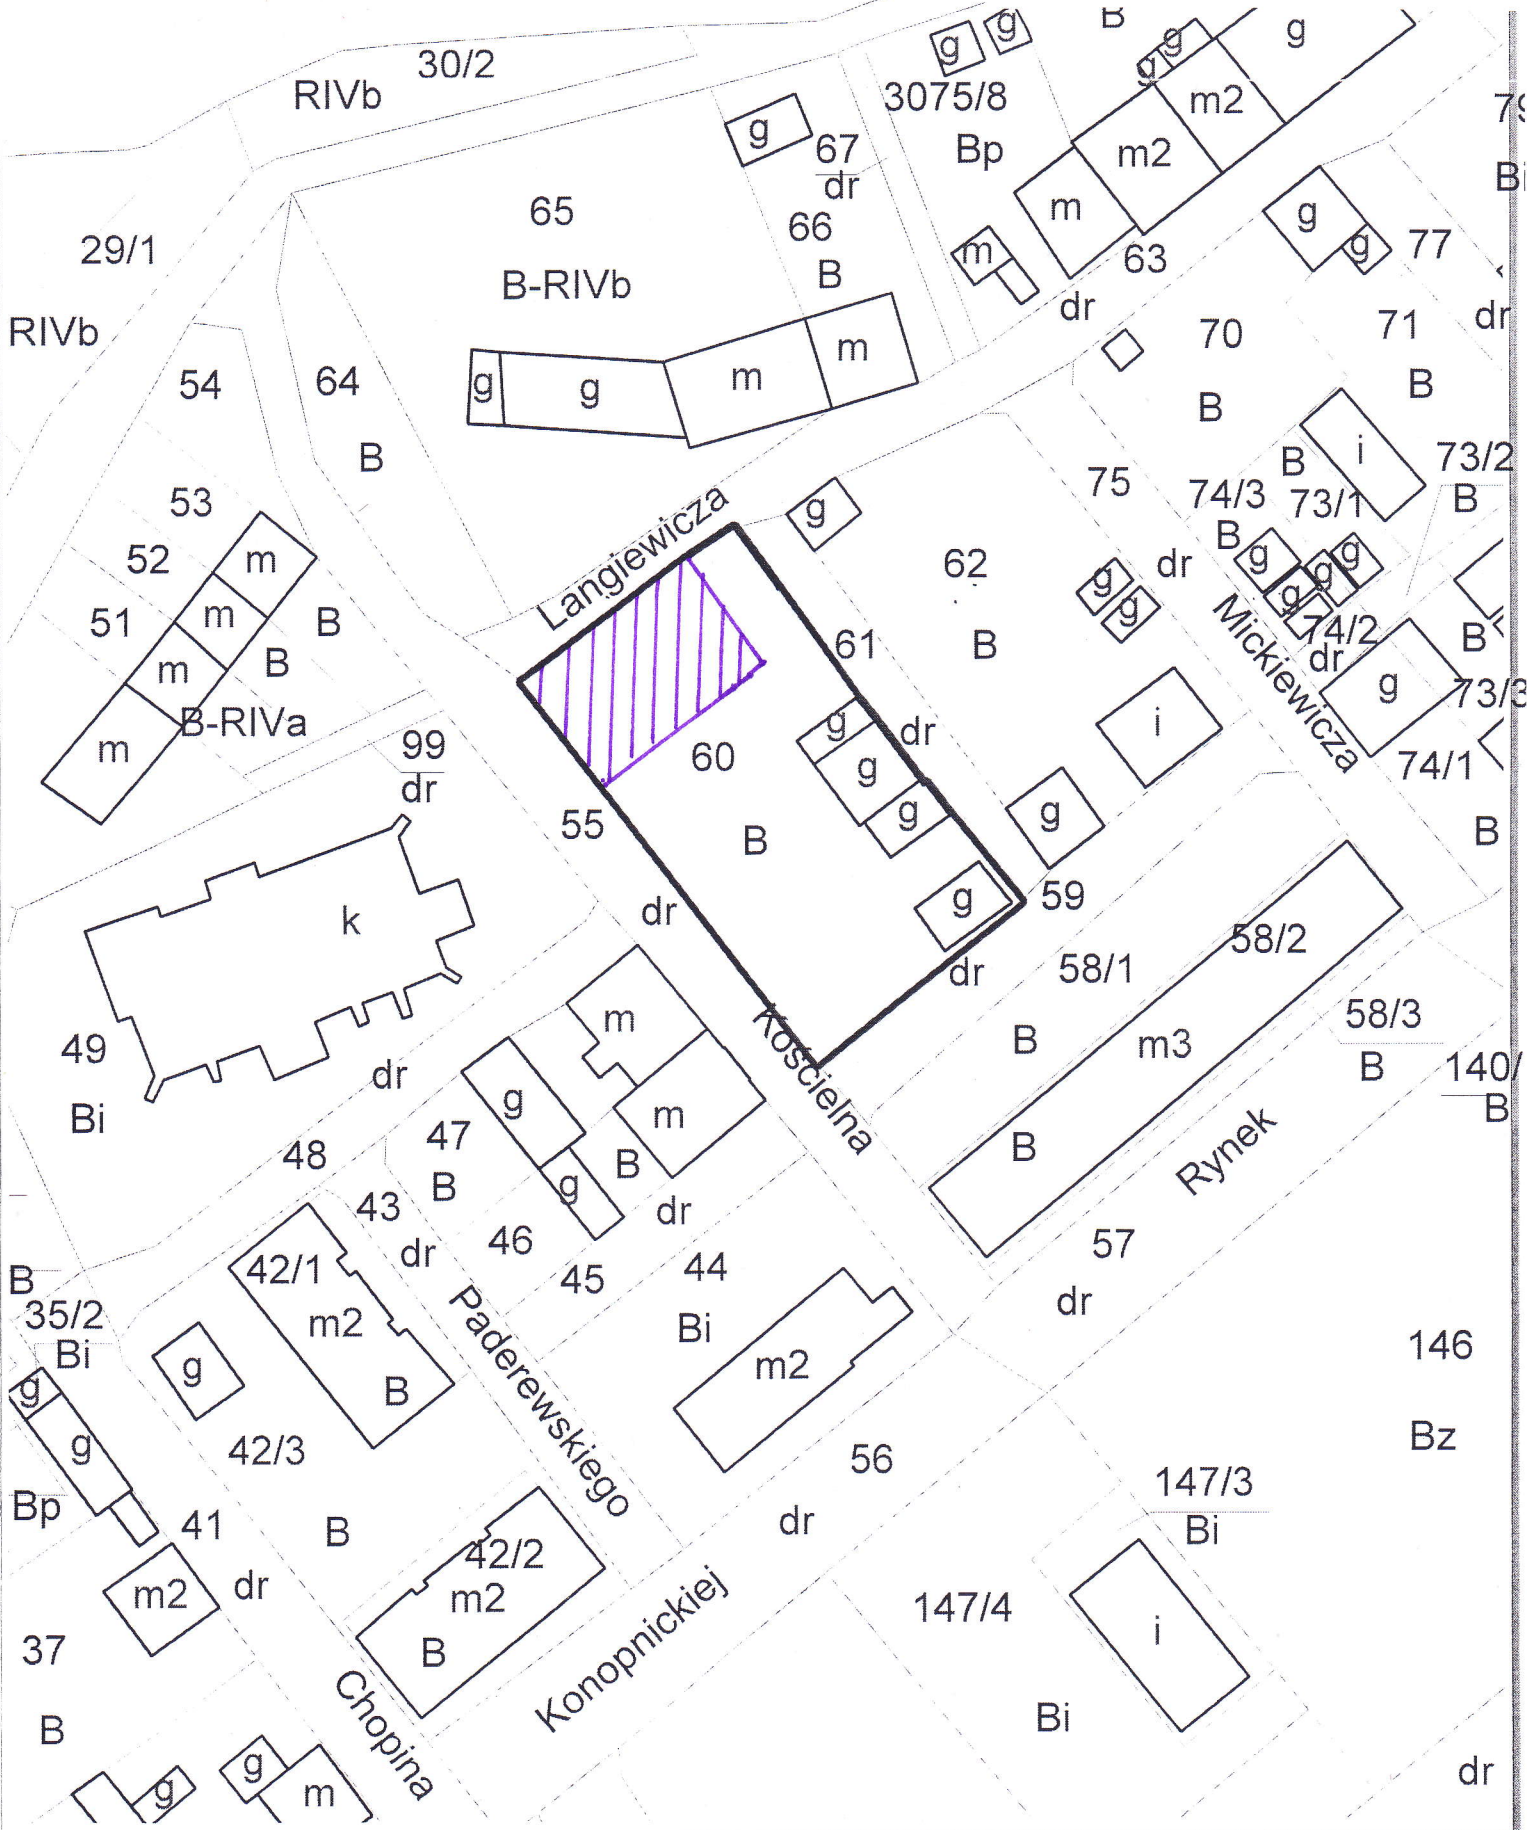 B
g
g
g
g
g
30/2
RIVb
3075/8
m2
79
g
67
dr
Bp
m2
Bi
65
66
B
m
g
g
77
29/1
B-RIVb
m
63
dr
RIVb
70
71
dr
54
64
g
g
m
m
B
B
B
i
73/2
B
53
Langiewicza
g
75
74/3
B
73/1
B
52
m
62
dr
g
g
g
g
51
m
B
B
g
g
74/2
dr
B
m
B
61
Mickiewicza
g
73/3
B-RIVa
m
99
dr
60
g
dr
i
g
74/1
55
B
g
g
B
k
dr
g
59
58/2
dr
58/1
m
Kościelna
B
m3
58/3
B
49
dr
g
m
140/
B
Bi
47
B
B
B
Rynek
48
g
dr
43
dr
46
45
44
57
B
42/1
m2
Paderewskiego
Bi
dr
35/2
Bi
g
B
m2
146
g
g
42/3
56
Bz
Bp
147/3
Bi
41
B
dr
42/2
m2
m2
dr
147/4
i
37
B
Konopnickiej
B
Chopina
Bi
g
g
m
dr